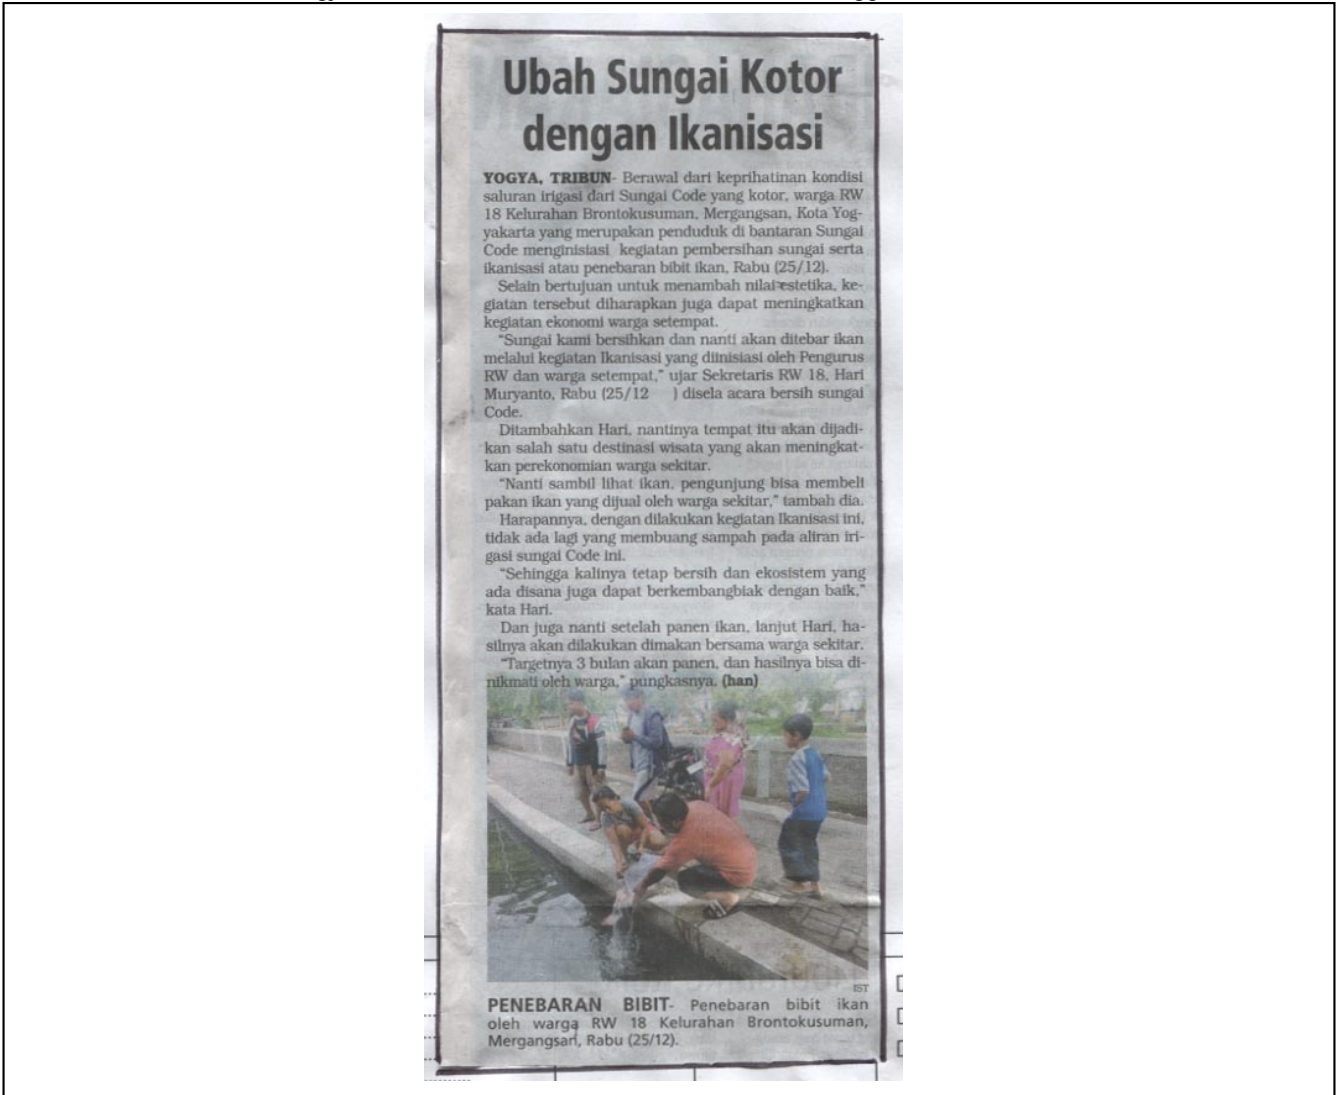 Ubah Sungai Kotor
dengan Ikanisasi
YOGYA, TRIBUN- Berawal dari keprihatinan kondisi
saluran irigasi dari Sungai Code yang kotor, warga RW
18 Kelurahan Brontokusuman, Mergangsan, Kota Yog-
yakarta yang merupakan penduduk di bantaran Sungai
Code menginisiasi kegiatan pembersihan sungai serta
ikanisasi atau penebaran bibit ikan, Rabu (25/12).
Selain bertujuan untuk menambah nilai estetika, ke-
giatan tersebut diharapkan juga dapat meningkatkan
kegiatan ekonomi warga setempat.
"Sungai kami bersihkan dan nanti akan ditebar ikan
melalui kegiatan Ikanisasi yang diinisiasi oleh Pengurus
RW dan warga setempat," ujar Sekretaris RW 18, Hari
Muryanto, Rabu (25/12 ) disela acara bersih sungai
Code.
Ditambahkan Hari, nantinya tempat itu akan dijadi-
kan salah satu destinasi wisata yang akan meningkat-
kan perekonomian warga sekitar.
"Nanti sambil lihat ikan, pengunjung bisa membeli
pakan ikan yang dijual oleh warga sekitar," tambah dia.
Harapannya, dengan dilakukan kegiatan Ikanisasi ini,
tidak ada lagi yang membuang sampah pada aliran iri-
gasi sungai Code ini.
"Sehingga kalinya tetap bersih dan ekosistem yang
ada disana juga dapat berkembangbiak dengan baik,"
kata Hari.
Dan juga nanti setelah panen ikan, lanjut Hari, ha-
silnya akan dilakukan dimakan bersama warga sekitar.
"Targetnya 3 bulan akan panen, dan hasilnya bisa di-
nikmati oleh warga," pungkasnya. (han)
IST
PENEBARAN BIBIT- Penebaran bibit ikan
oleh warga RW 18 Kelurahan Brontokusuman,
Mergangsan, Rabu (25/12).